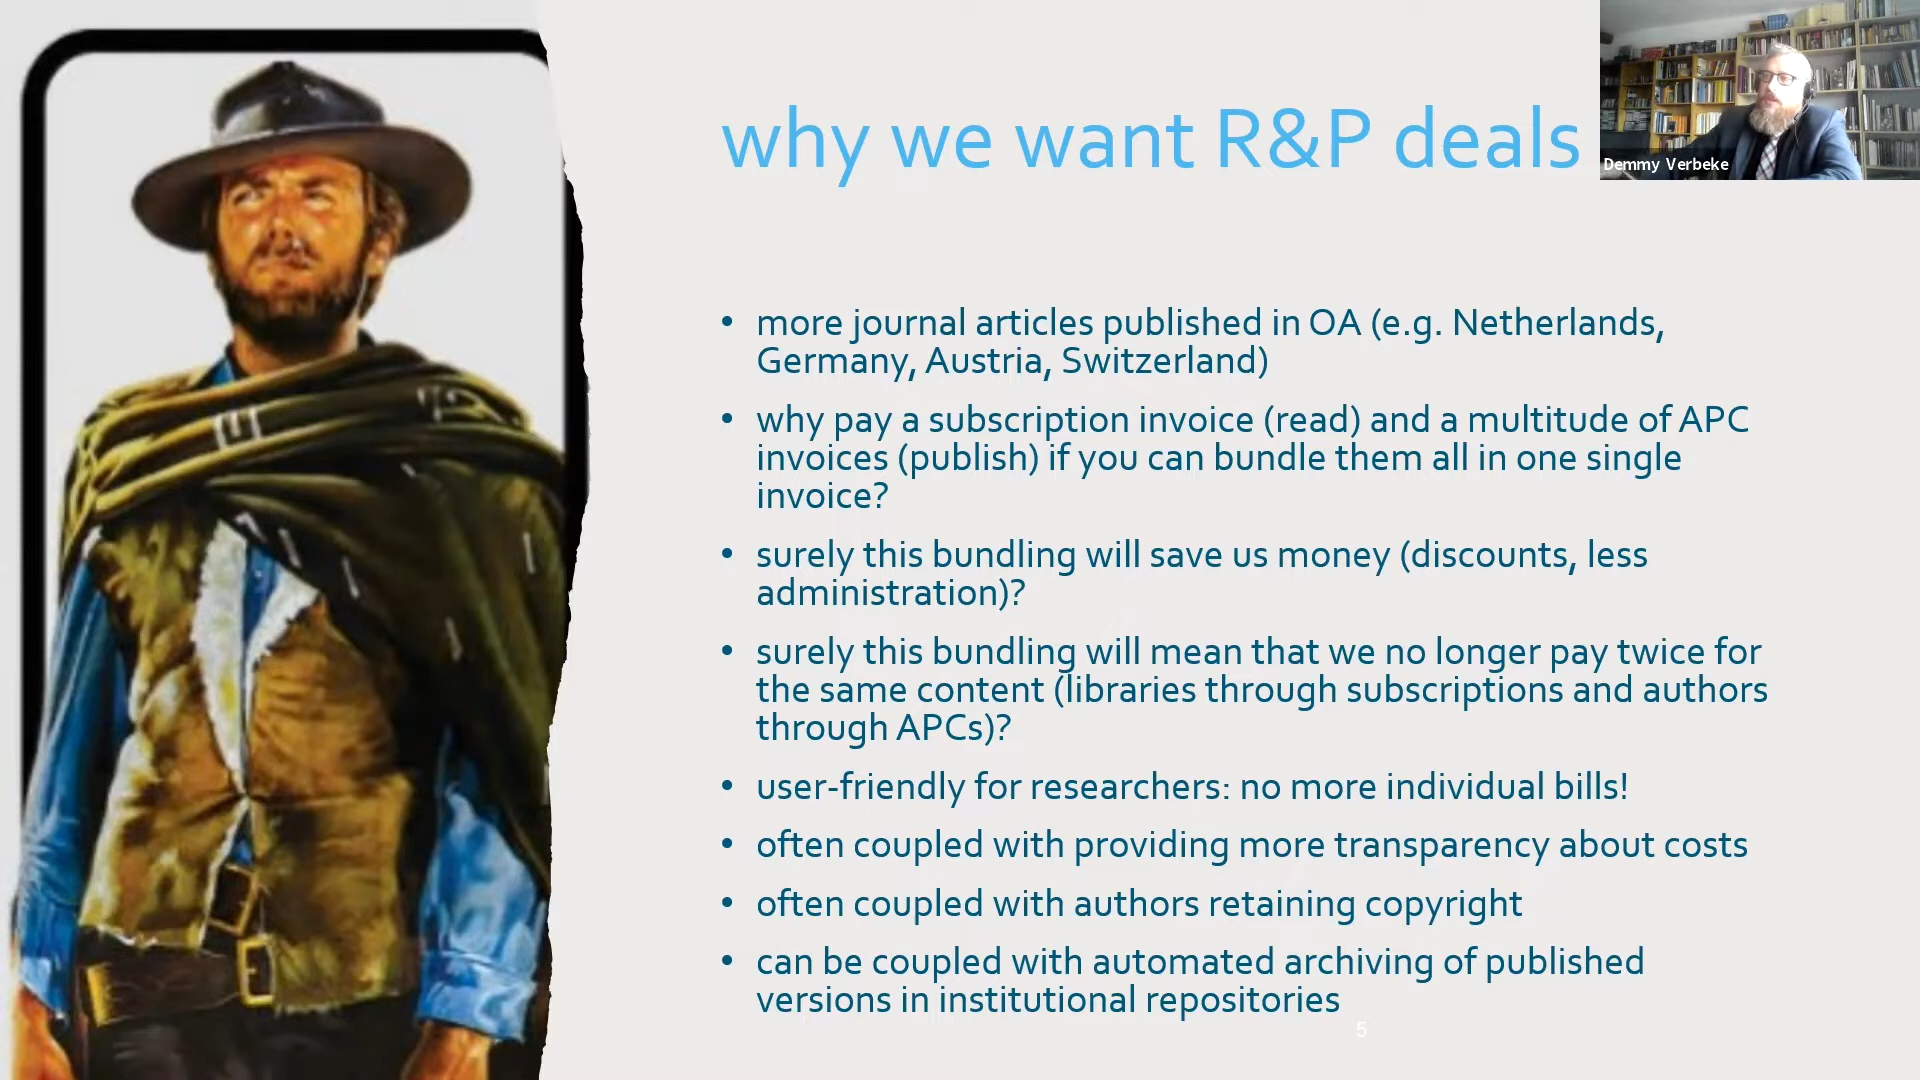 why we want R&P deals
Demmy Verbeke
• more journal articles published in OA (e.g. Netherlands,
Germany, Austria, Switzerland)
• why pay a subscription invoice (read) and a multitude of APC
invoices (publish) if you can bundle them all in one single
invoice?
• surely this bundling will save us money (discounts, less
administration)?
• surely this bundling will mean that we no longer pay twice for
the same content (libraries through subscriptions and authors
through APCs)?
• user-friendly for researchers: no more individual bills!
• often coupled with providing more transparency about costs
• often coupled with authors retaining copyright
• can be coupled with automated archiving of published
versions in institutional repositories
5